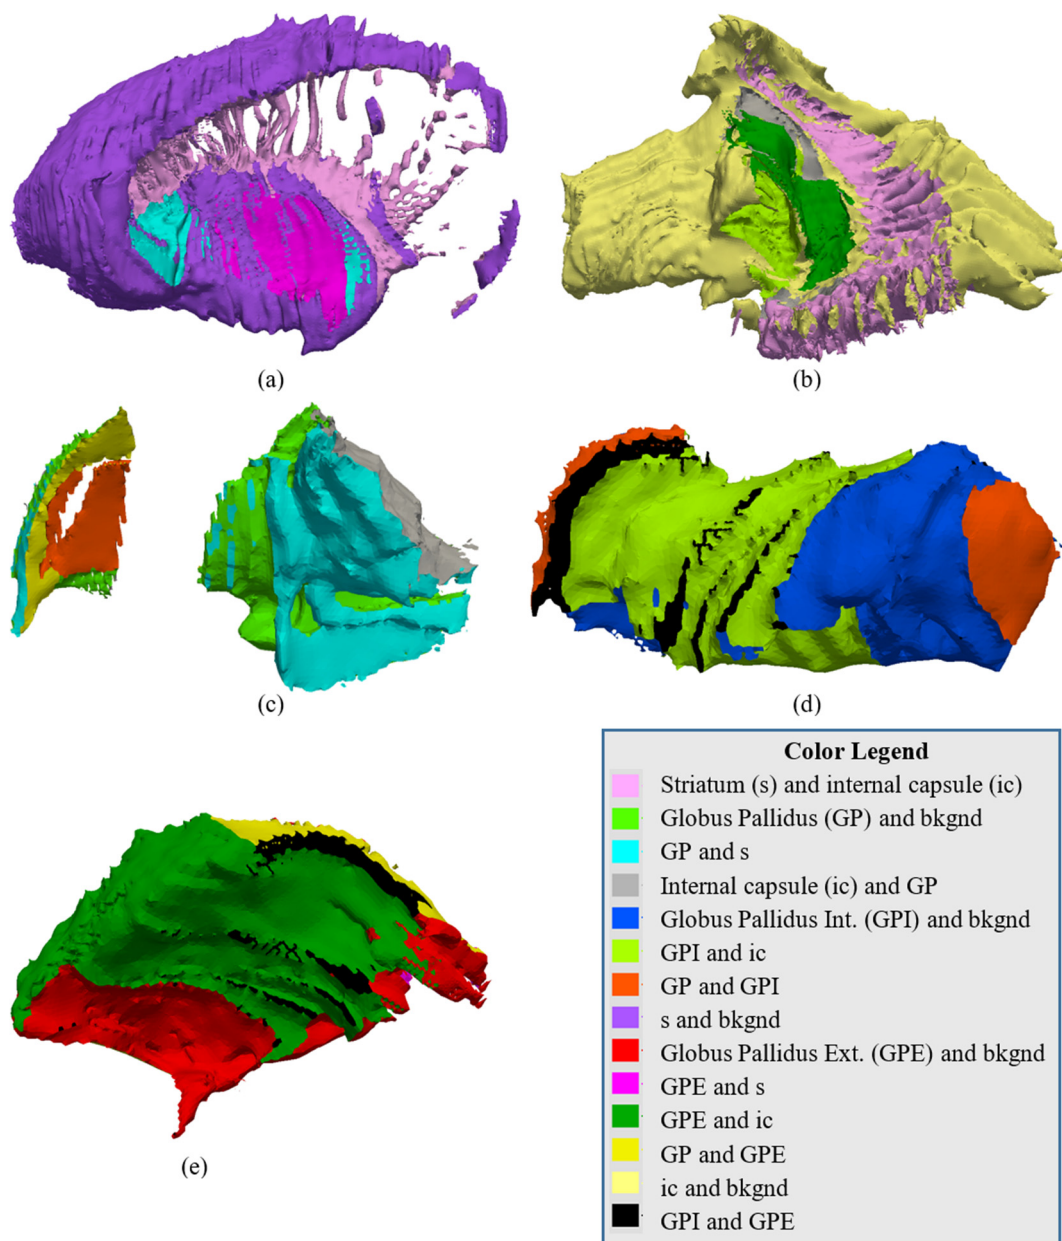 (a)
(b)
(c)
(d)
(e)
Color Legend
Striatum (s) and internal capsule (ic)
Globus Pallidus (GP) and bkgnd
GP and s
Internal capsule (ic) and GP
Globus Pallidus Int. (GPI) and bkgnd
GPI and ic
GP and GPI
s and bkgnd
Globus Pallidus Ext. (GPE) and bkgnd
GPE and s
GPE and ic
GP and GPE
ic and bkgnd
GPI and GPE